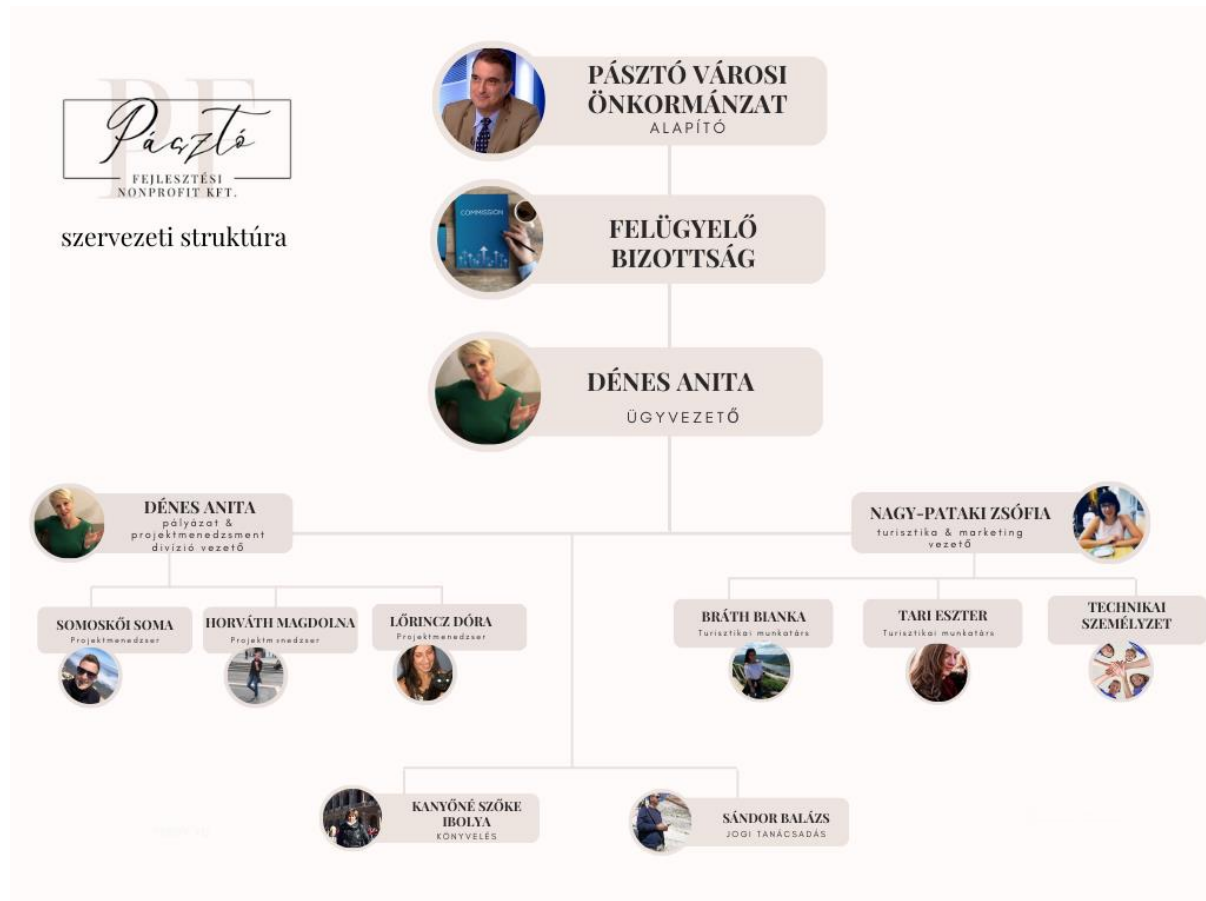 PF
Pásztó
FEJLESZTÉSI
NONPROFIT KFT.
szervezeti struktúra
PÁSZTÓ VÁROSI
ÖNKORMÁNZAT
ALAPÍTÓ
COMMISSION
FELÜGYELŐ
BIZOTTSÁG
DÉNES ANITA
ÜGYVEZETŐ
DÉNES ANITA
pályázat &
projektmenedzsment
divízió vezető
NAGY-PATAKI ZSÓFIA
turisztika & marketing
vezető
SOMOSKŐI SOMA
Projektmenedzser
HORVÁTH MAGDOLNA
Projektmenedzser
LŐRINCZ DÓRA
Projektmenedzser
BRÁTH BIANKA
Turisztikai munkatárs
TARI ESZTER
Turisztikai munkatárs
TECHNIKAI
SZEMÉLYZET
KANYÓNÉ SZŐKE
IBOLYA
KÖNYVELÉS
SÁNDOR BALÁZS
JOGI TANÁCSADÁS